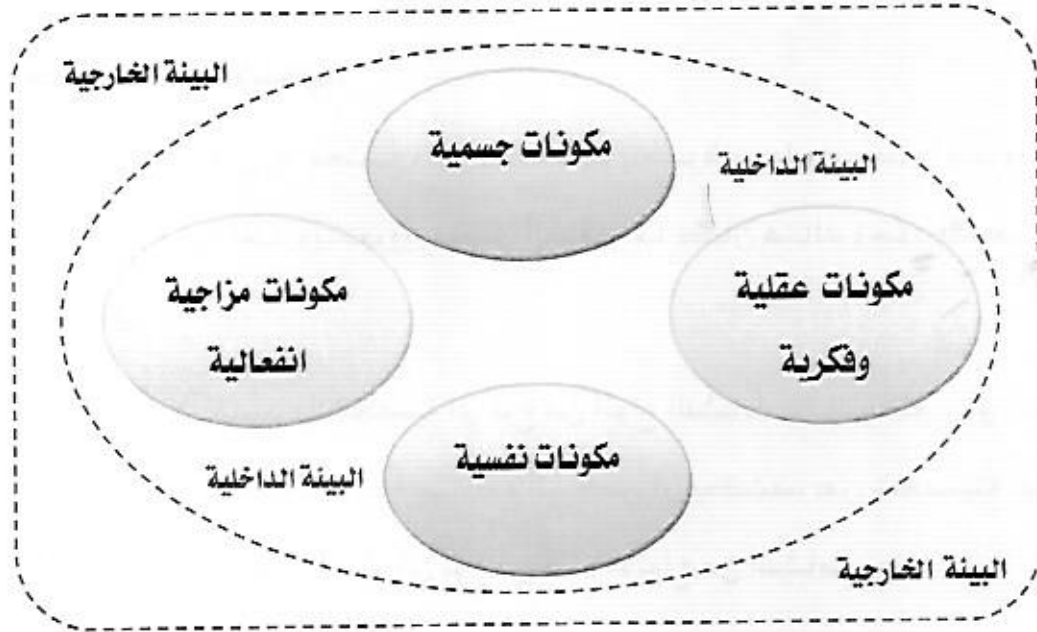 البيئة الخارجية
مكونات جسمية
البيئة الداخلية
مكونات عقلية
وفكرية
مكونات مزاجية
انفعالية
مكونات نفسية
البيئة الداخلية
البيئة الخارجية